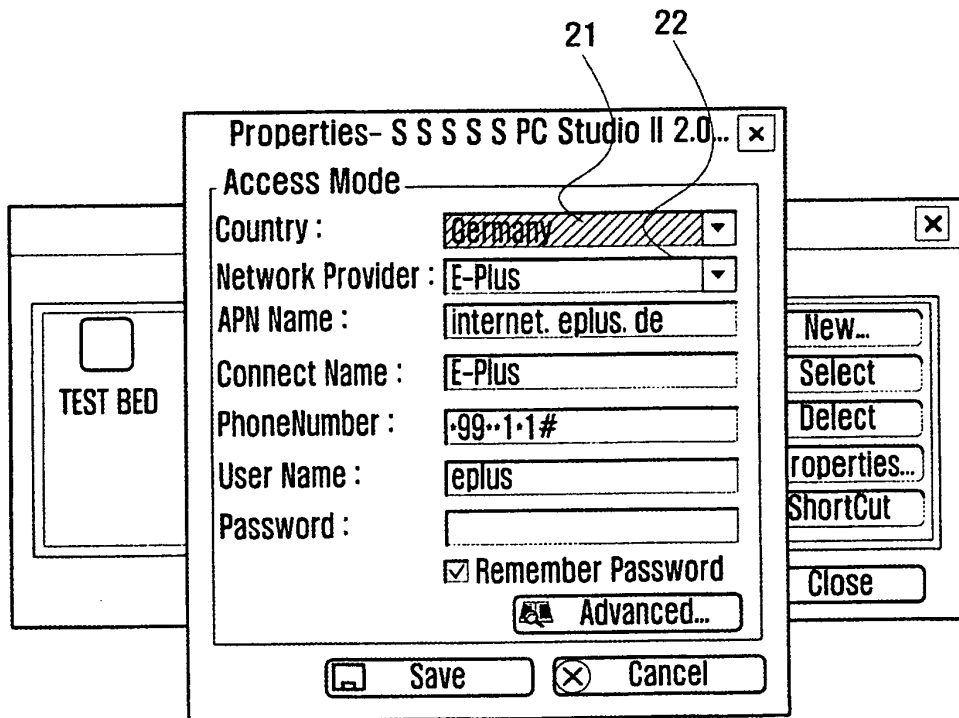 21 22
Properties- S S S S S PC Studio II 2.0...
Access Mode
Country : Germany
Network Provider : E-Plus
APN Name : internet. eplus. de
Connect Name : E-Plus
PhoneNumber : *99**1*1#
User Name : eplus
Password :
Remember Password
Advanced...
Save Cancel
TEST BED
New...
Select
Delect
roperties...
ShortCut
Close